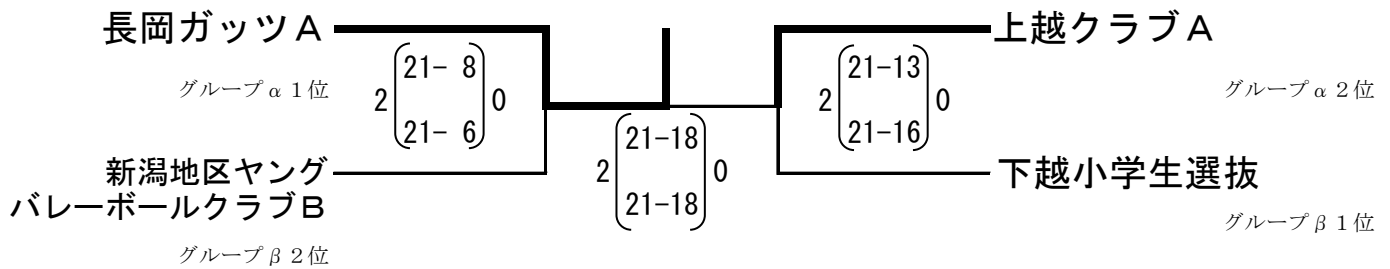 長岡ガッツA
グループα1位
2 21- 8 0
21- 6
新潟地区ヤング
バレーボールクラブB
グループβ2位
2 21-18 0
21-18
上越クラブA
グループα2位
2 21-13 0
21-16
下越小学生選抜
グループβ1位